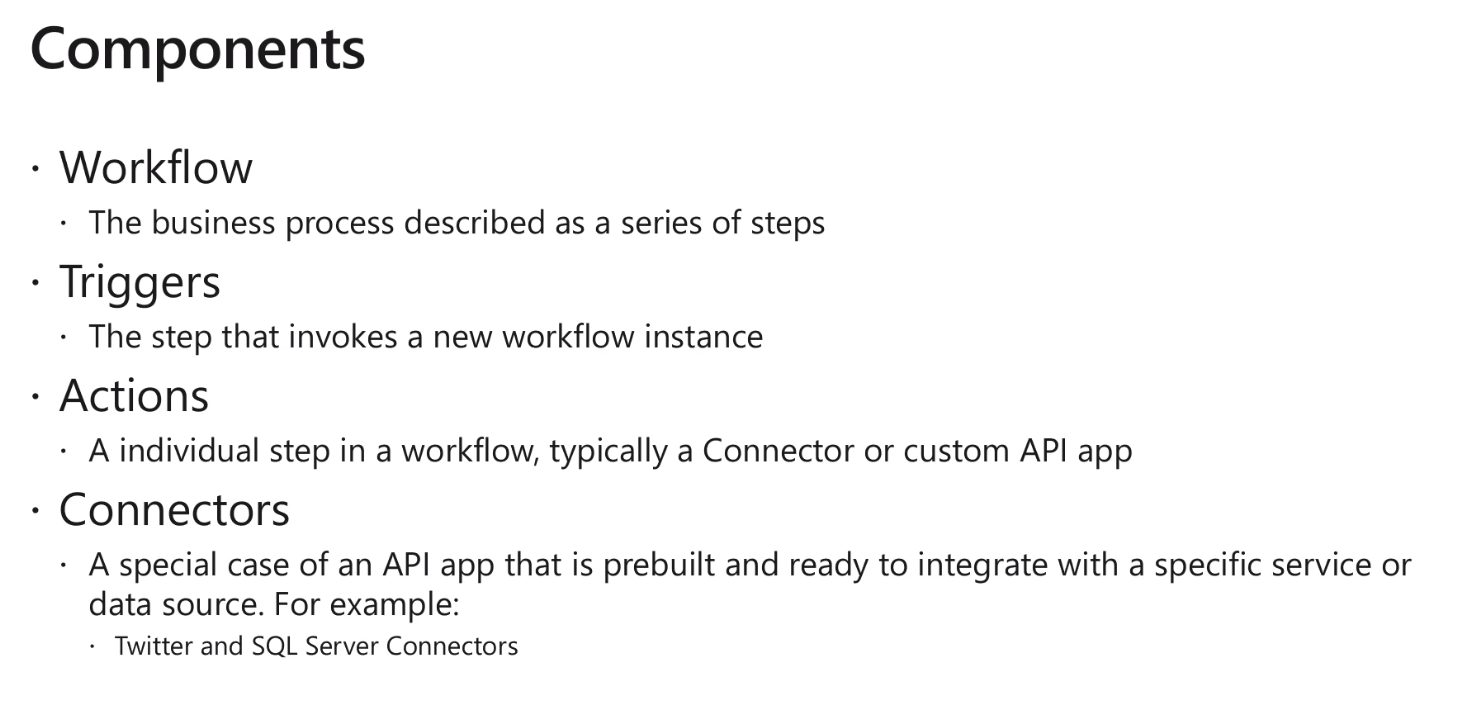 Components
· Workflow
· The business process described as a series of steps
· Triggers
· The step that invokes a new workflow instance
· Actions
· A individual step in a workflow, typically a Connector or custom API app
· Connectors
· A special case of an API app that is prebuilt and ready to integrate with a specific service or
data source. For example:
· Twitter and SQL Server Connectors